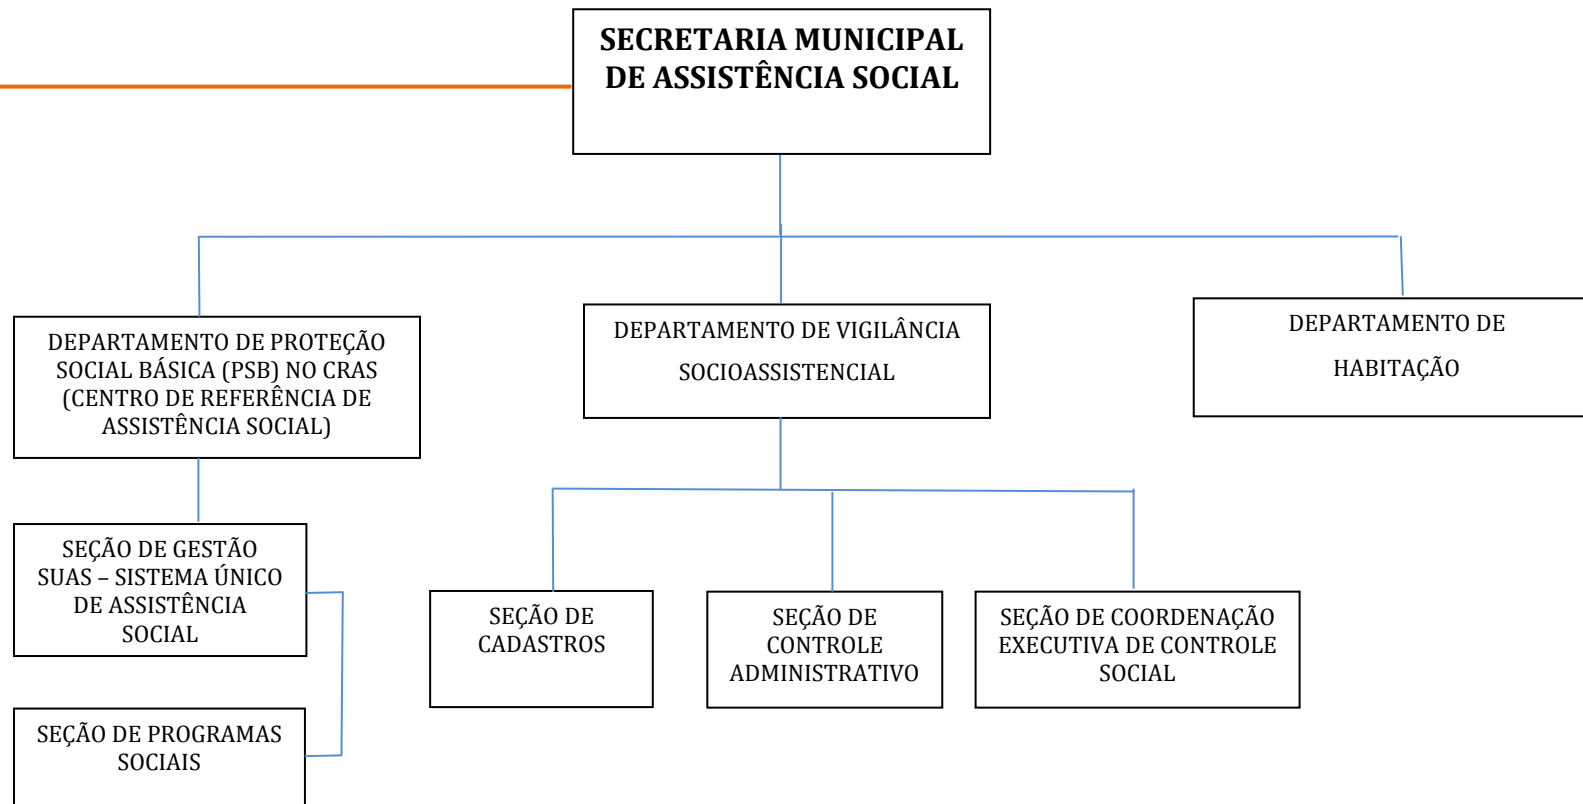 SECRETARIA MUNICIPAL
DE ASSISTÊNCIA SOCIAL
DEPARTAMENTO DE PROTEÇÃO
SOCIAL BÁSICA (PSB) NO CRAS
(CENTRO DE REFERÊNCIA DE
ASSISTÊNCIA SOCIAL)
DEPARTAMENTO DE VIGILÂNCIA
SOCIOASSISTENCIAL
DEPARTAMENTO DE
HABITAÇÃO
SEÇÃO DE GESTÃO
SUAS – SISTEMA ÚNICO
DE ASSISTÊNCIA
SOCIAL
SEÇÃO DE
CADASTROS
SEÇÃO DE
CONTROLE
ADMINISTRATIVO
SEÇÃO DE COORDENAÇÃO
EXECUTIVA DE CONTROLE
SOCIAL
SEÇÃO DE PROGRAMAS
SOCIAIS